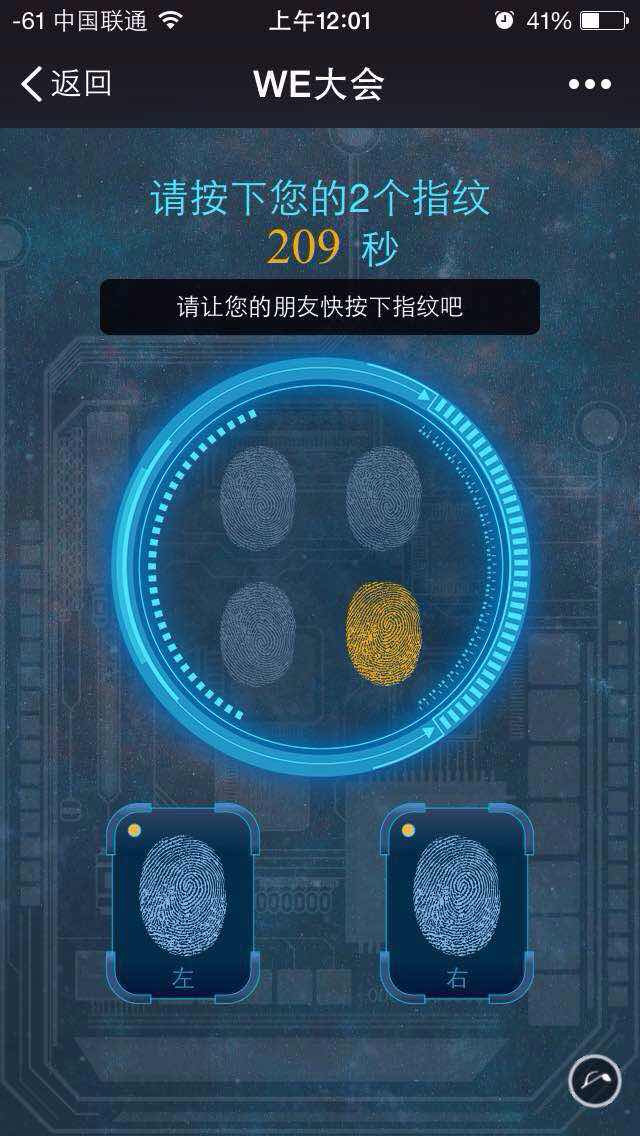 -61 中国联通 上午12:01 41%
返回 WE大会
请按下您的2个指纹
209 秒
请让您的朋友快按下指纹吧
左 右